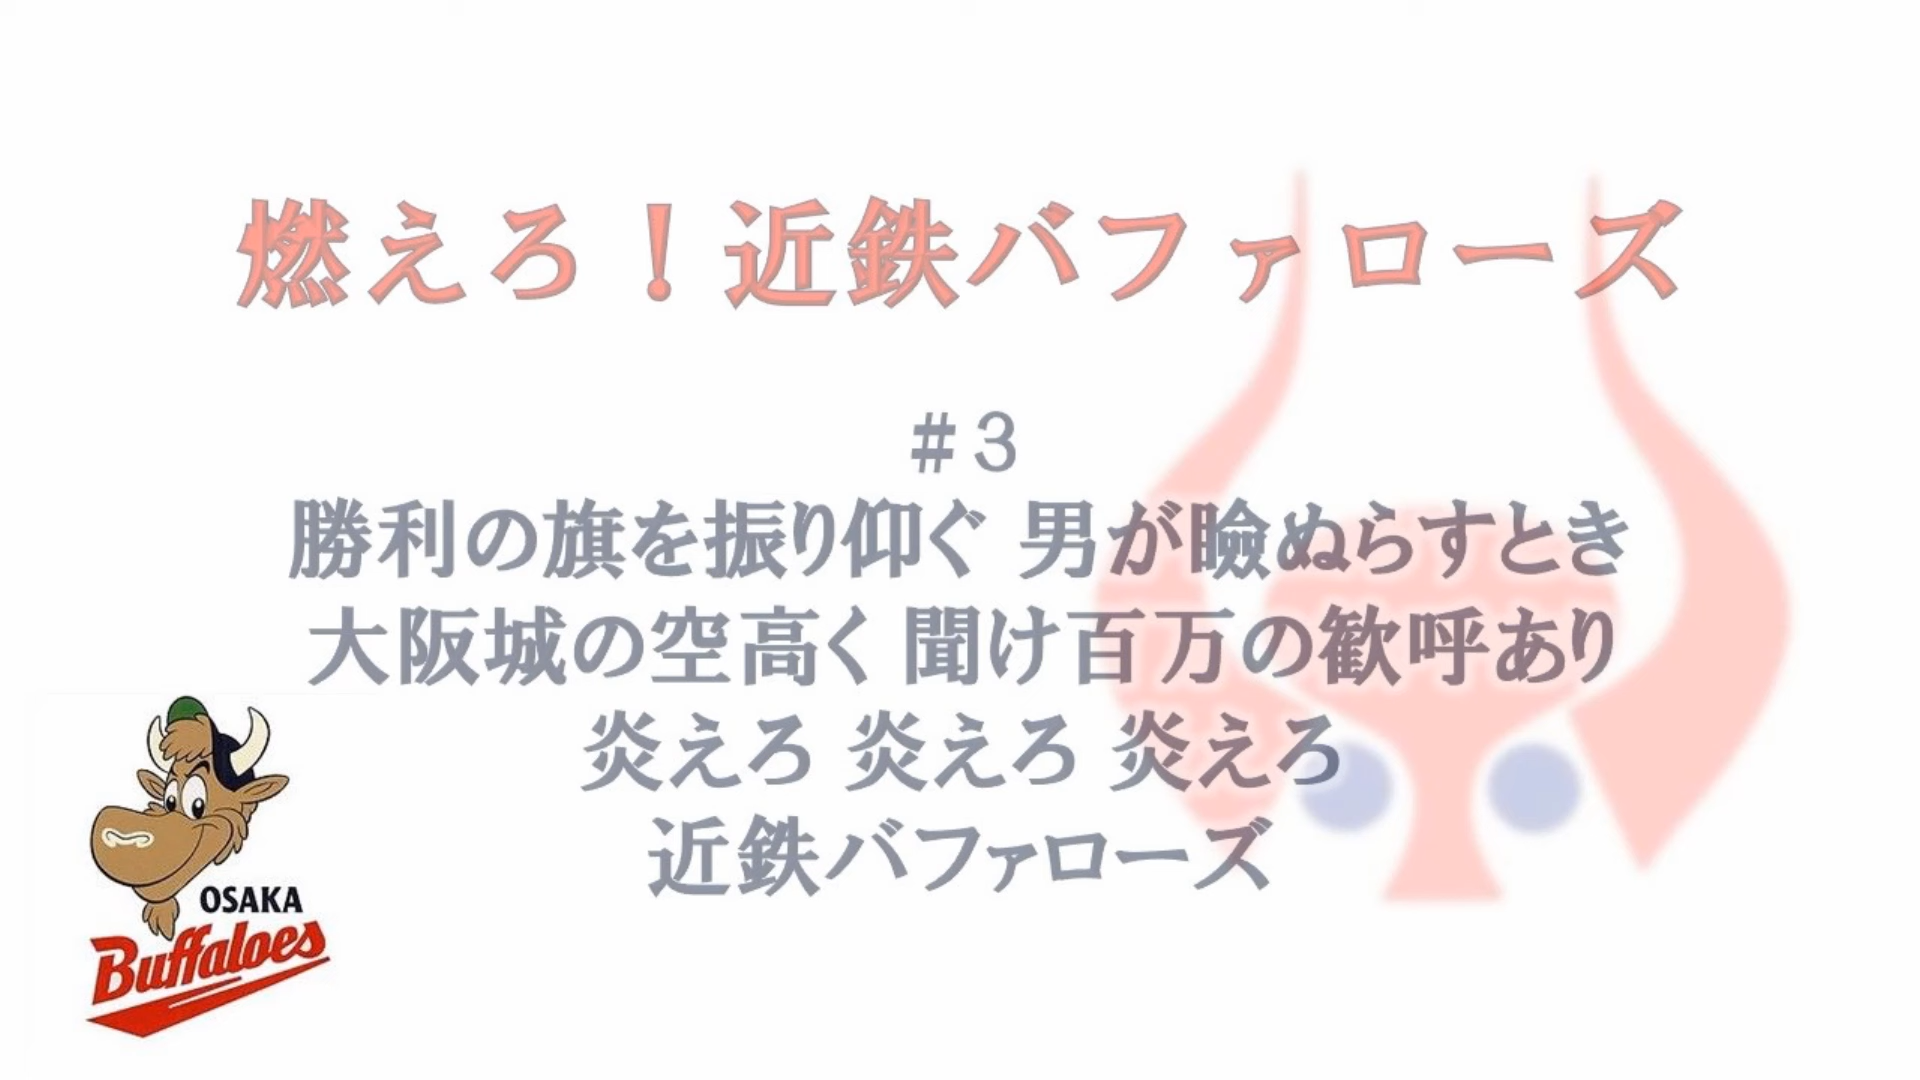 燃えろ！近鉄バファローズ
＃３
勝利の旗を振り仰ぐ 男が瞼ぬらすとき
大阪城の空高く 聞け百万の歓呼あり
炎えろ 炎えろ 炎えろ
近鉄バファローズ
OSAKA
Buffaloes